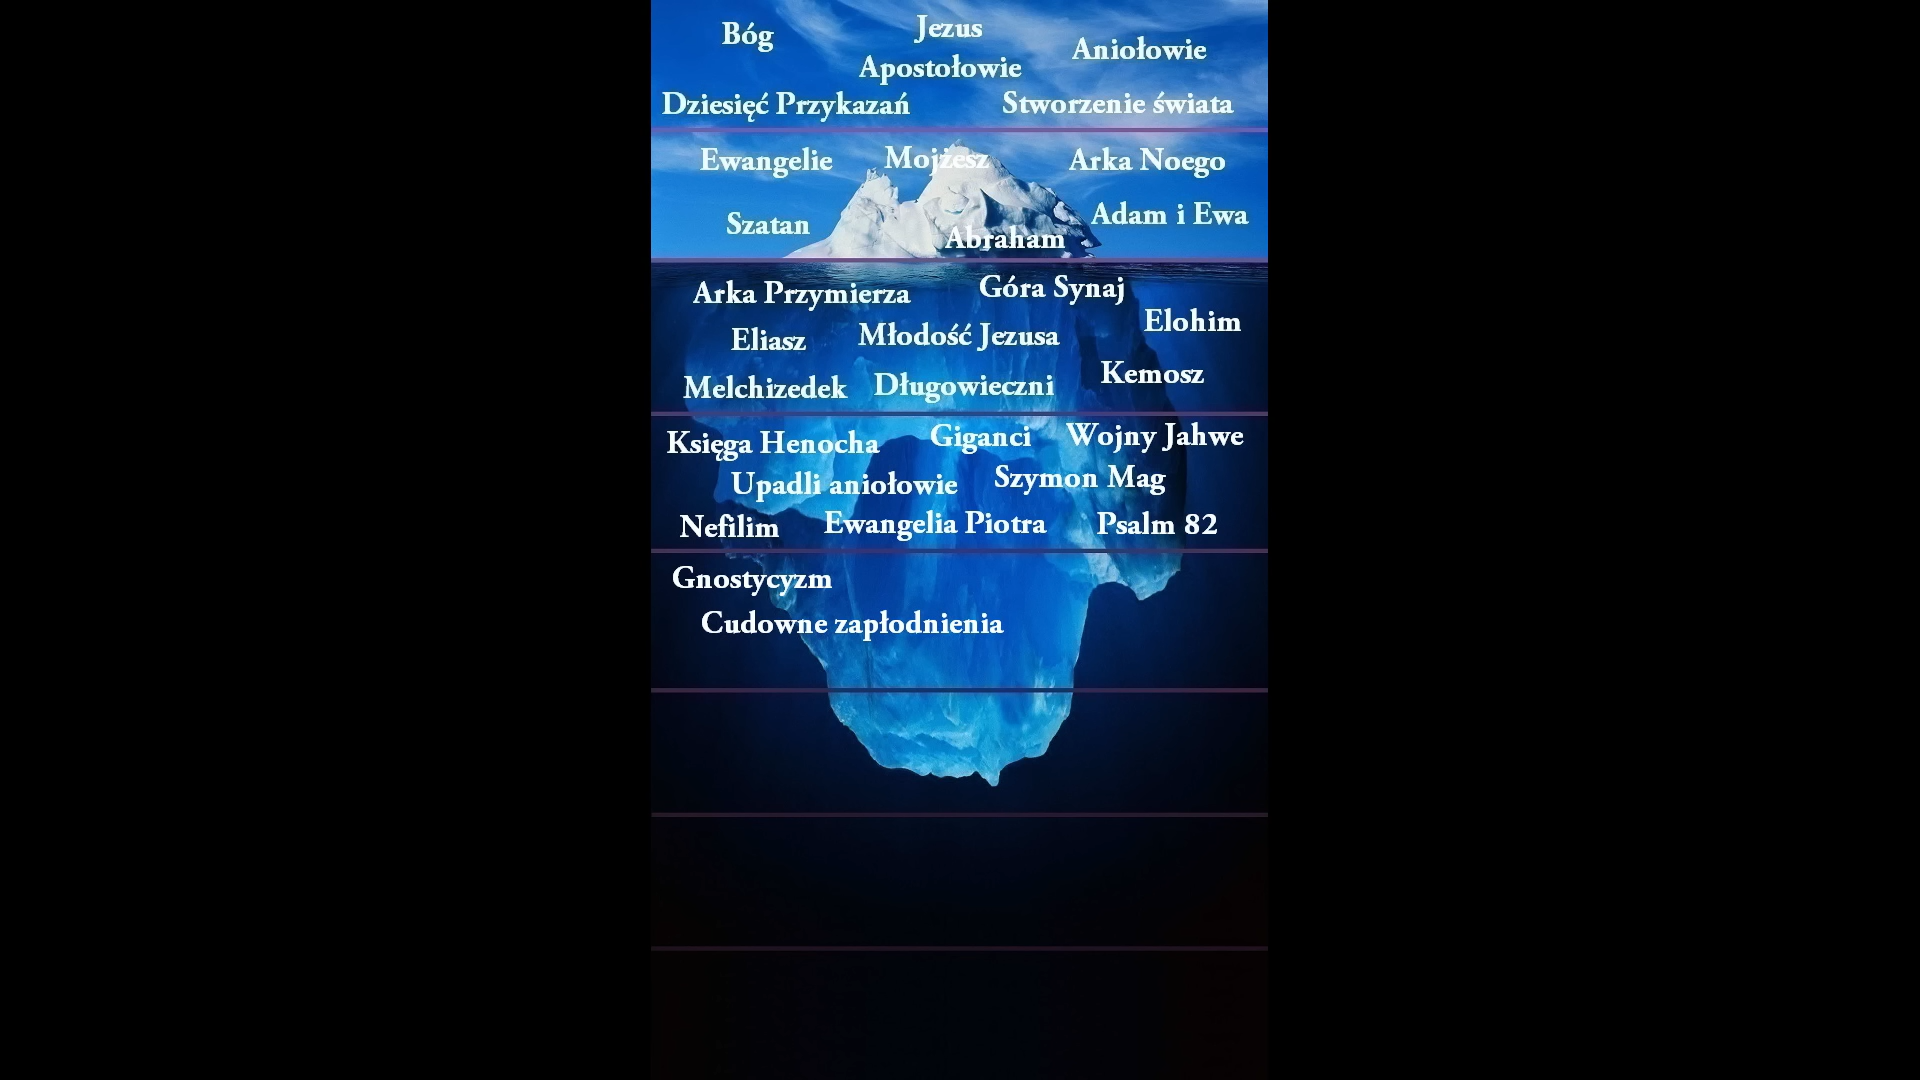 Bóg
Jezus
Aniołowie
Apostołowie
Dziesięć Przykazań
Stworzenie świata
Ewangelie
Mojżesz
Arka Noego
Szatan
Adam i Ewa
Abraham
Arka Przymierza
Góra Synaj
Elohim
Eliasz
Młodość Jezusa
Kemosz
Melchizedek
Długowieczni
Księga Henocha
Giganci
Wojny Jahwe
Upadli aniołowie
Szymon Mag
Nefilim
Ewangelia Piotra
Psalm 82
Gnostycyzm
Cudowne zapłodnienia